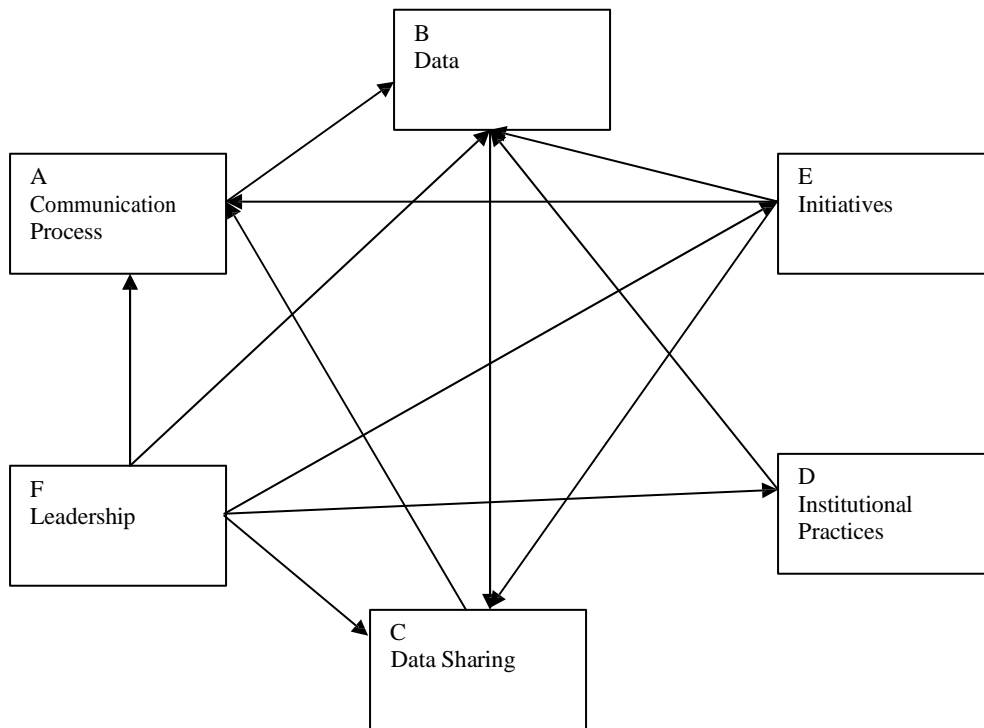 B
Data
A
Communication
Process
E
Initiatives
F
Leadership
D
Institutional
Practices
C
Data Sharing